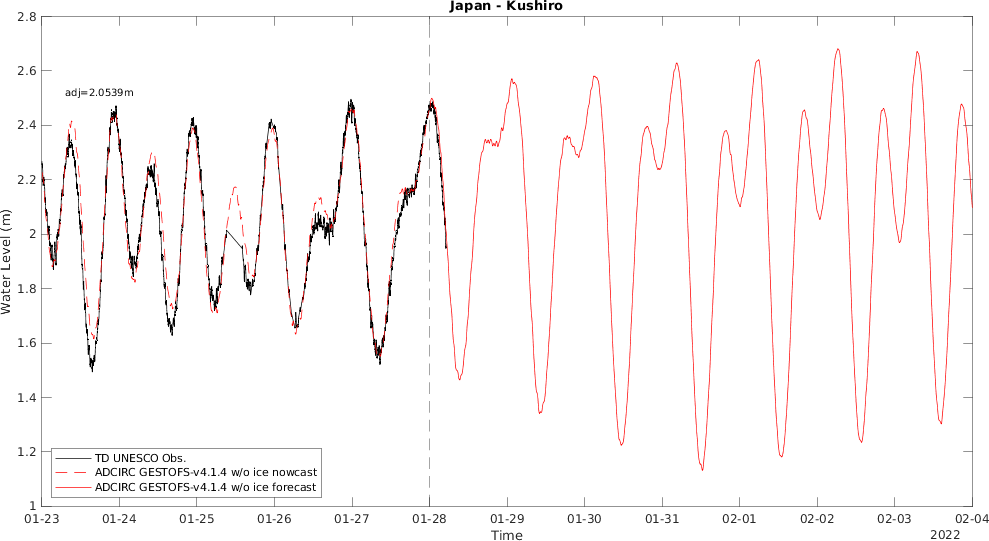 Japan - Kushiro
2.8
2.6
2.4
2.2
2
1.8
1.6
1.4
1.2
1
Water Level (m)
adj=2.0539m
TD UNESCO Obs.
ADCIRC GESTOFS-v4.1.4 w/o ice nowcast
ADCIRC GESTOFS-v4.1.4 w/o ice forecast
01-23 01-24 01-25 01-26 01-27 01-28 01-29 01-30 01-31 02-01 02-02 02-03 02-04
Time
2022